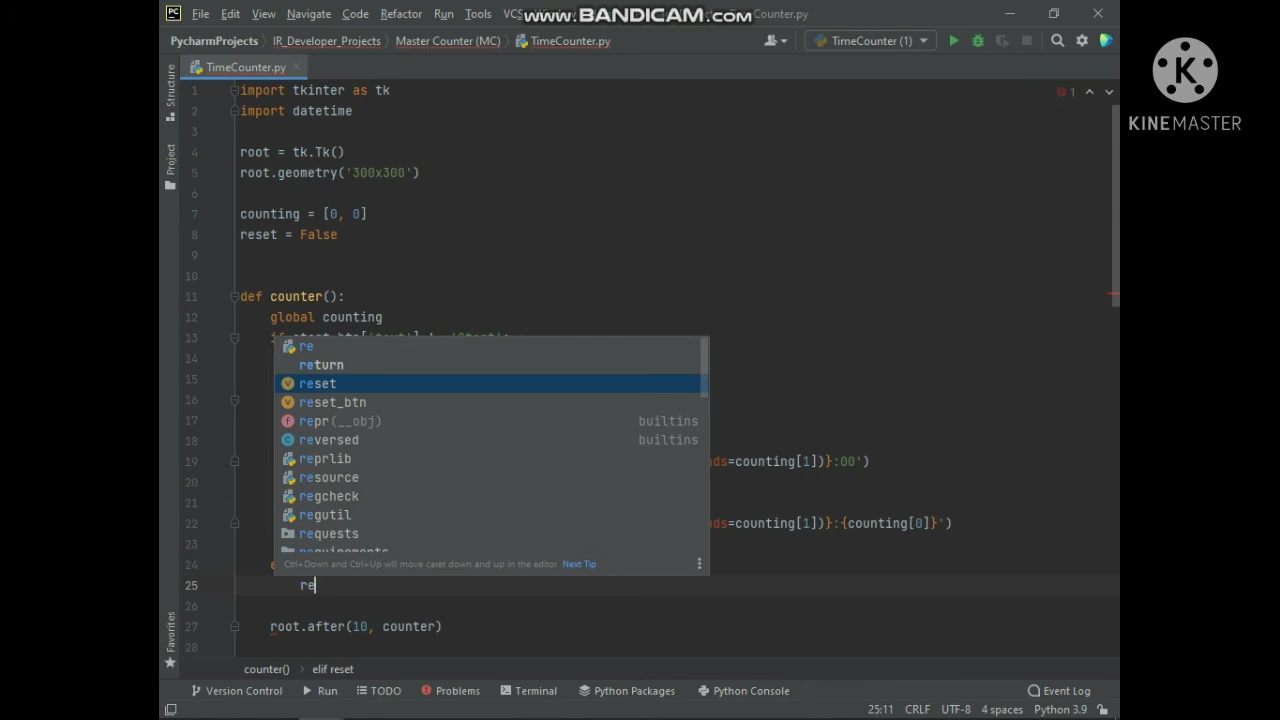 PC File Edit View Navigate Code Refactor Run Tools VCS www.BANDICAM.com TimeCounter.py
PycharmProjects IR_Developer_Projects Master Counter (MC) TimeCounter.py TimeCounter (1)
K
KINEMASTER
TimeCounter.py
Structure
Project
Favorites
1 import tkinter as tk
1
2 import datetime
3
4 root = tk.Tk()
5 root.geometry('300x300')
6
7 counting = [0, 0]
8 reset = False
9
10
11 def counter():
12 global counting
13
14
15
16
17
18
19 nds=counting[1])}:00')
20
21
22 nds=counting[1])}:{counting[0]}')
23
24
re
return
reset
reset_btn
repr(__obj) builtins
reversed builtins
reprlib
resource
regcheck
regutil
requests
requirements
Ctrl+Down and Ctrl+Up will move caret down and up in the editor Next Tip
25 re
26
27 root.after(10, counter)
28
counter() elif reset
Version Control Run TODO Problems Terminal Python Packages Python Console Event Log
25:11 CRLF UTF-8 4 spaces Python 3.9